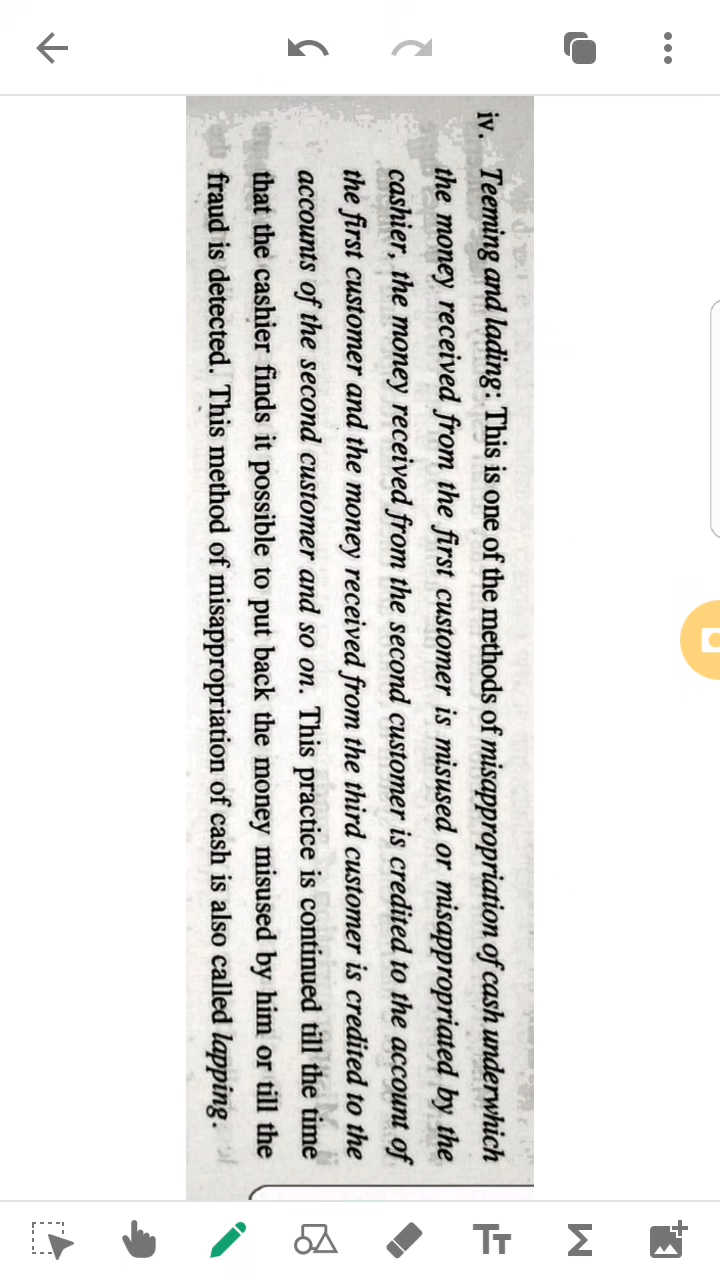 iv. Teeming and lading: This is one of the methods of misappropriation of cash underwhich
the money received from the first customer is misused or misappropriated by the
cashier, the money received from the second customer is credited to the account of
the first customer and the money received from the third customer is credited to the
accounts of the second customer and so on. This practice is continued till the time
that the cashier finds it possible to put back the money misused by him or till the
fraud is detected. This method of misappropriation of cash is also called lapping.
TT
Σ